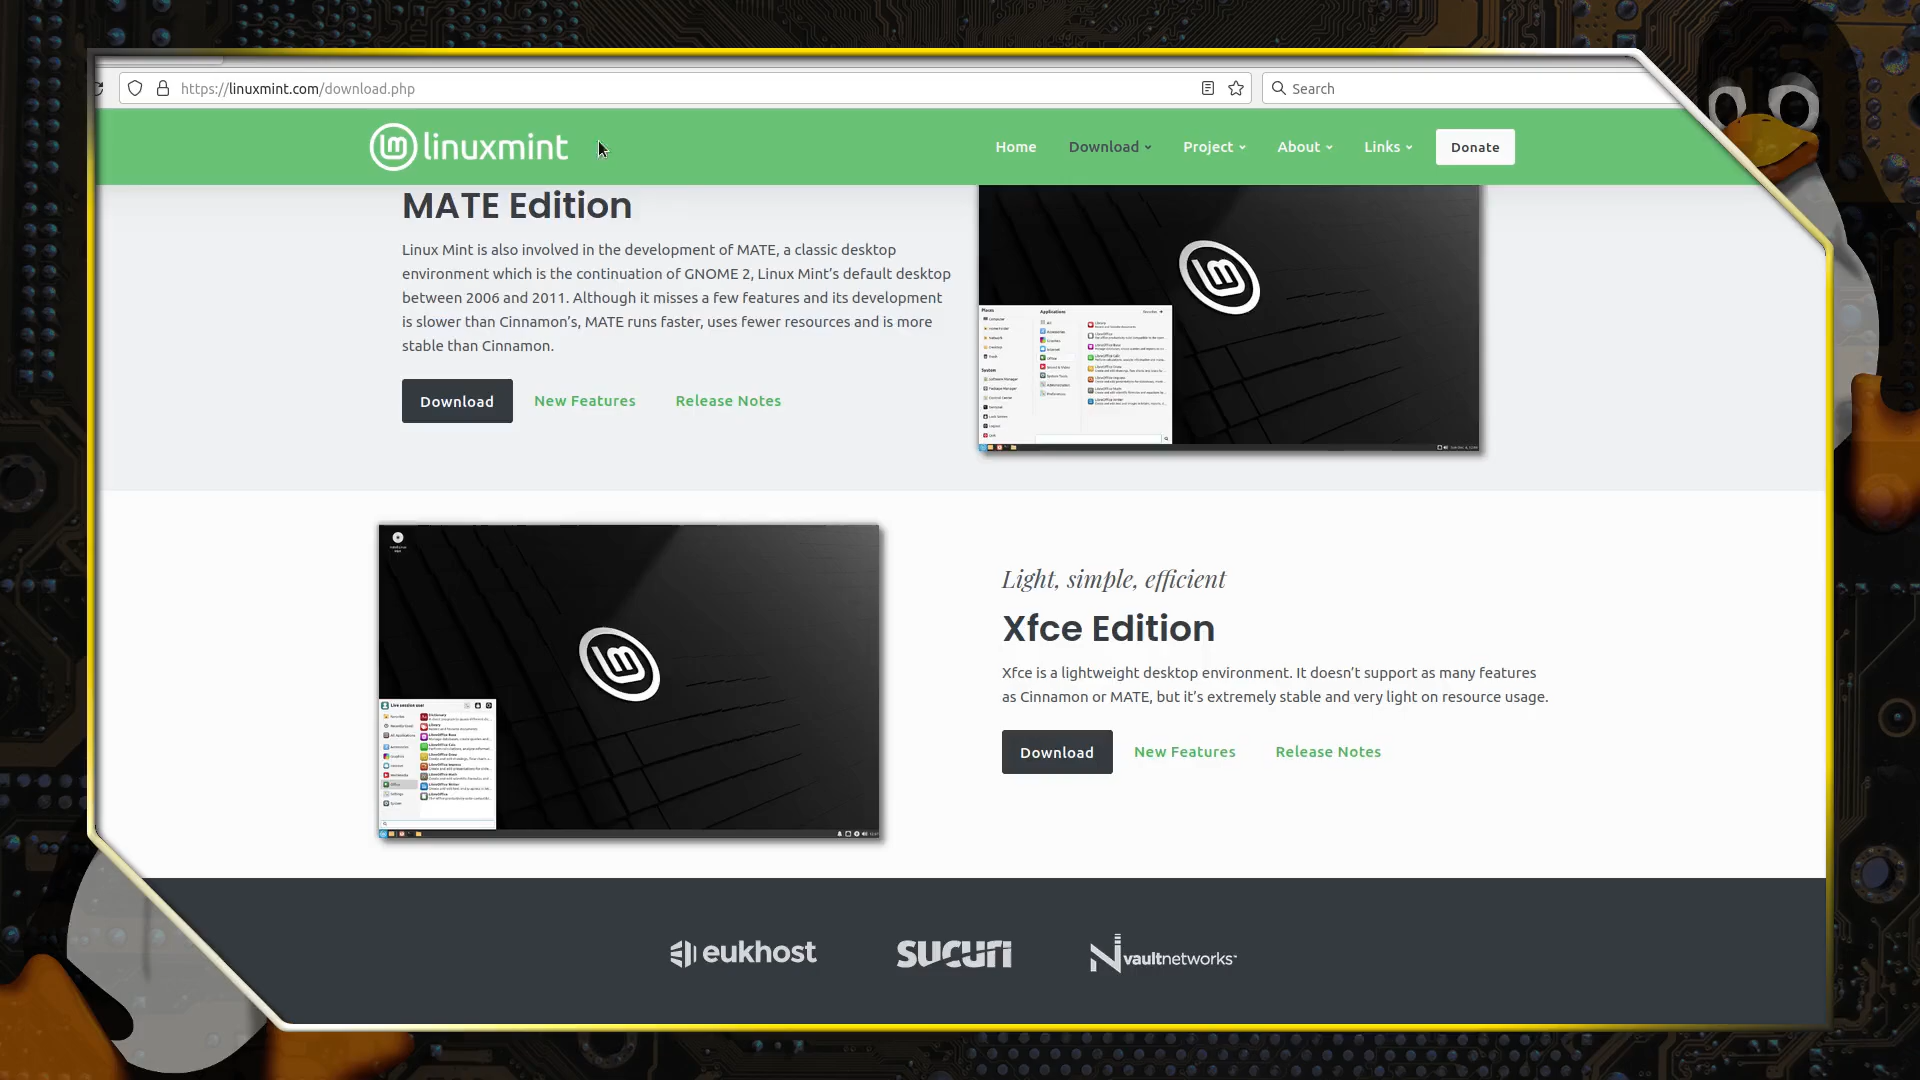 https://linuxmint.com/download.php
Search
linuxmint
Home
Download
Project
About
Links
Donate
MATE Edition
Linux Mint is also involved in the development of MATE, a classic desktop
environment which is the continuation of GNOME 2, Linux Mint’s default desktop
between 2006 and 2011. Although it misses a few features and its development
is slower than Cinnamon’s, MATE runs faster, uses fewer resources and is more
stable than Cinnamon.
Download
New Features
Release Notes
Light, simple, efficient
Xfce Edition
Xfce is a lightweight desktop environment. It doesn’t support as many features
as Cinnamon or MATE, but it’s extremely stable and very light on resource usage.
Download
New Features
Release Notes
eukhost
sucuri
vaultnetworks